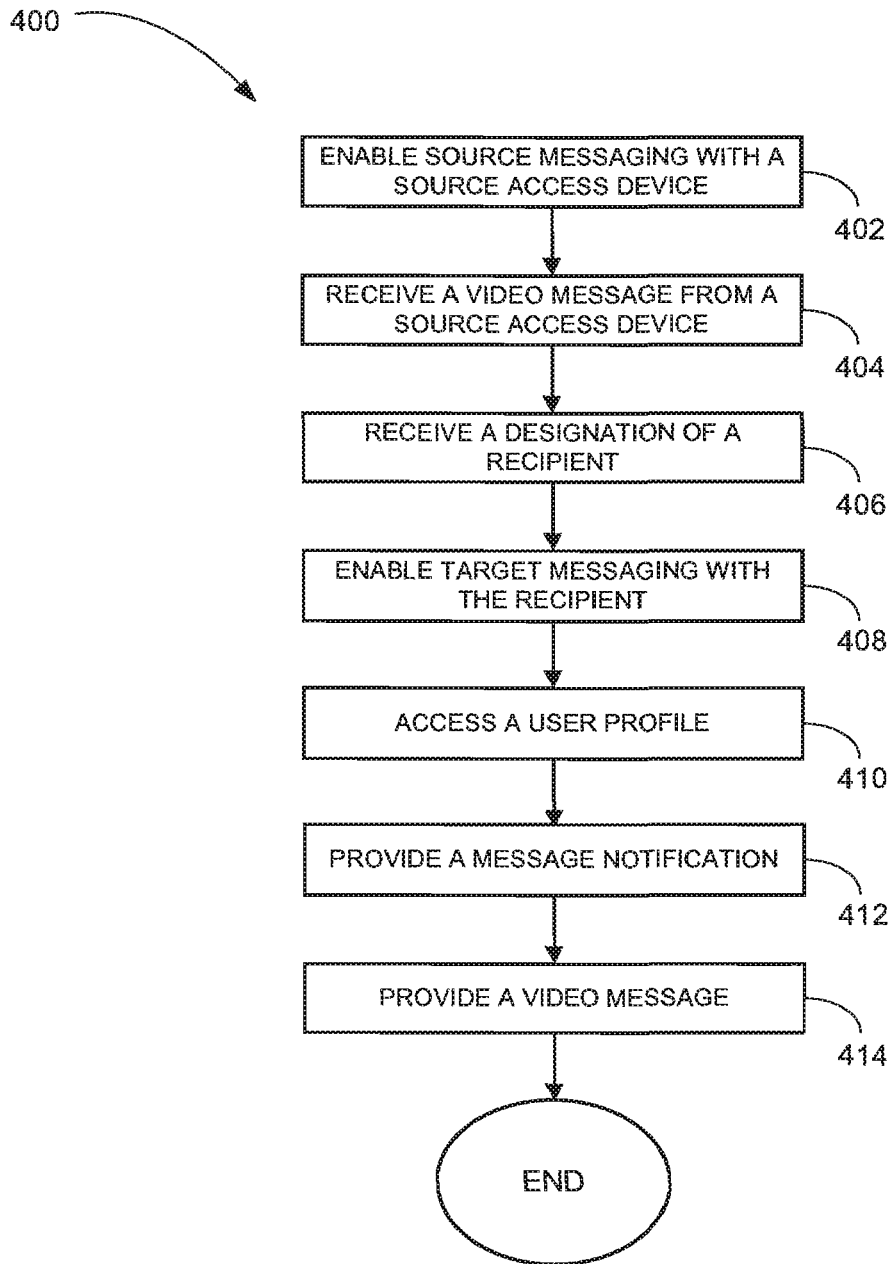 400
ENABLE SOURCE MESSAGING WITH A
SOURCE ACCESS DEVICE
402
RECEIVE A VIDEO MESSAGE FROM A
SOURCE ACCESS DEVICE
404
RECEIVE A DESIGNATION OF A
RECIPIENT
406
ENABLE TARGET MESSAGING WITH
THE RECIPIENT
408
ACCESS A USER PROFILE
410
PROVIDE A MESSAGE NOTIFICATION
412
PROVIDE A VIDEO MESSAGE
414
END